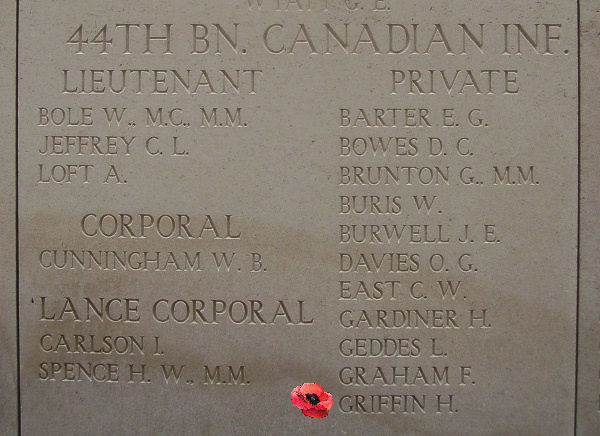 WYATT G. E.
44TH BN. CANADIAN INF.
LIEUTENANT
BOLE W., M.C., M.M.
JEFFREY C. L.
LOFT A.
CORPORAL
CUNNINGHAM W. B.
LANCE CORPORAL
CARLSON I.
SPENCE H. W., M.M.
PRIVATE
BARTER E. G.
BOWES D. C.
BRUNTON G., M.M.
BURIS W.
BURWELL J. E.
DAVIES O. G.
EAST C. W.
GARDINER H.
GEDDES L.
GRAHAM F.
GRIFFIN H.